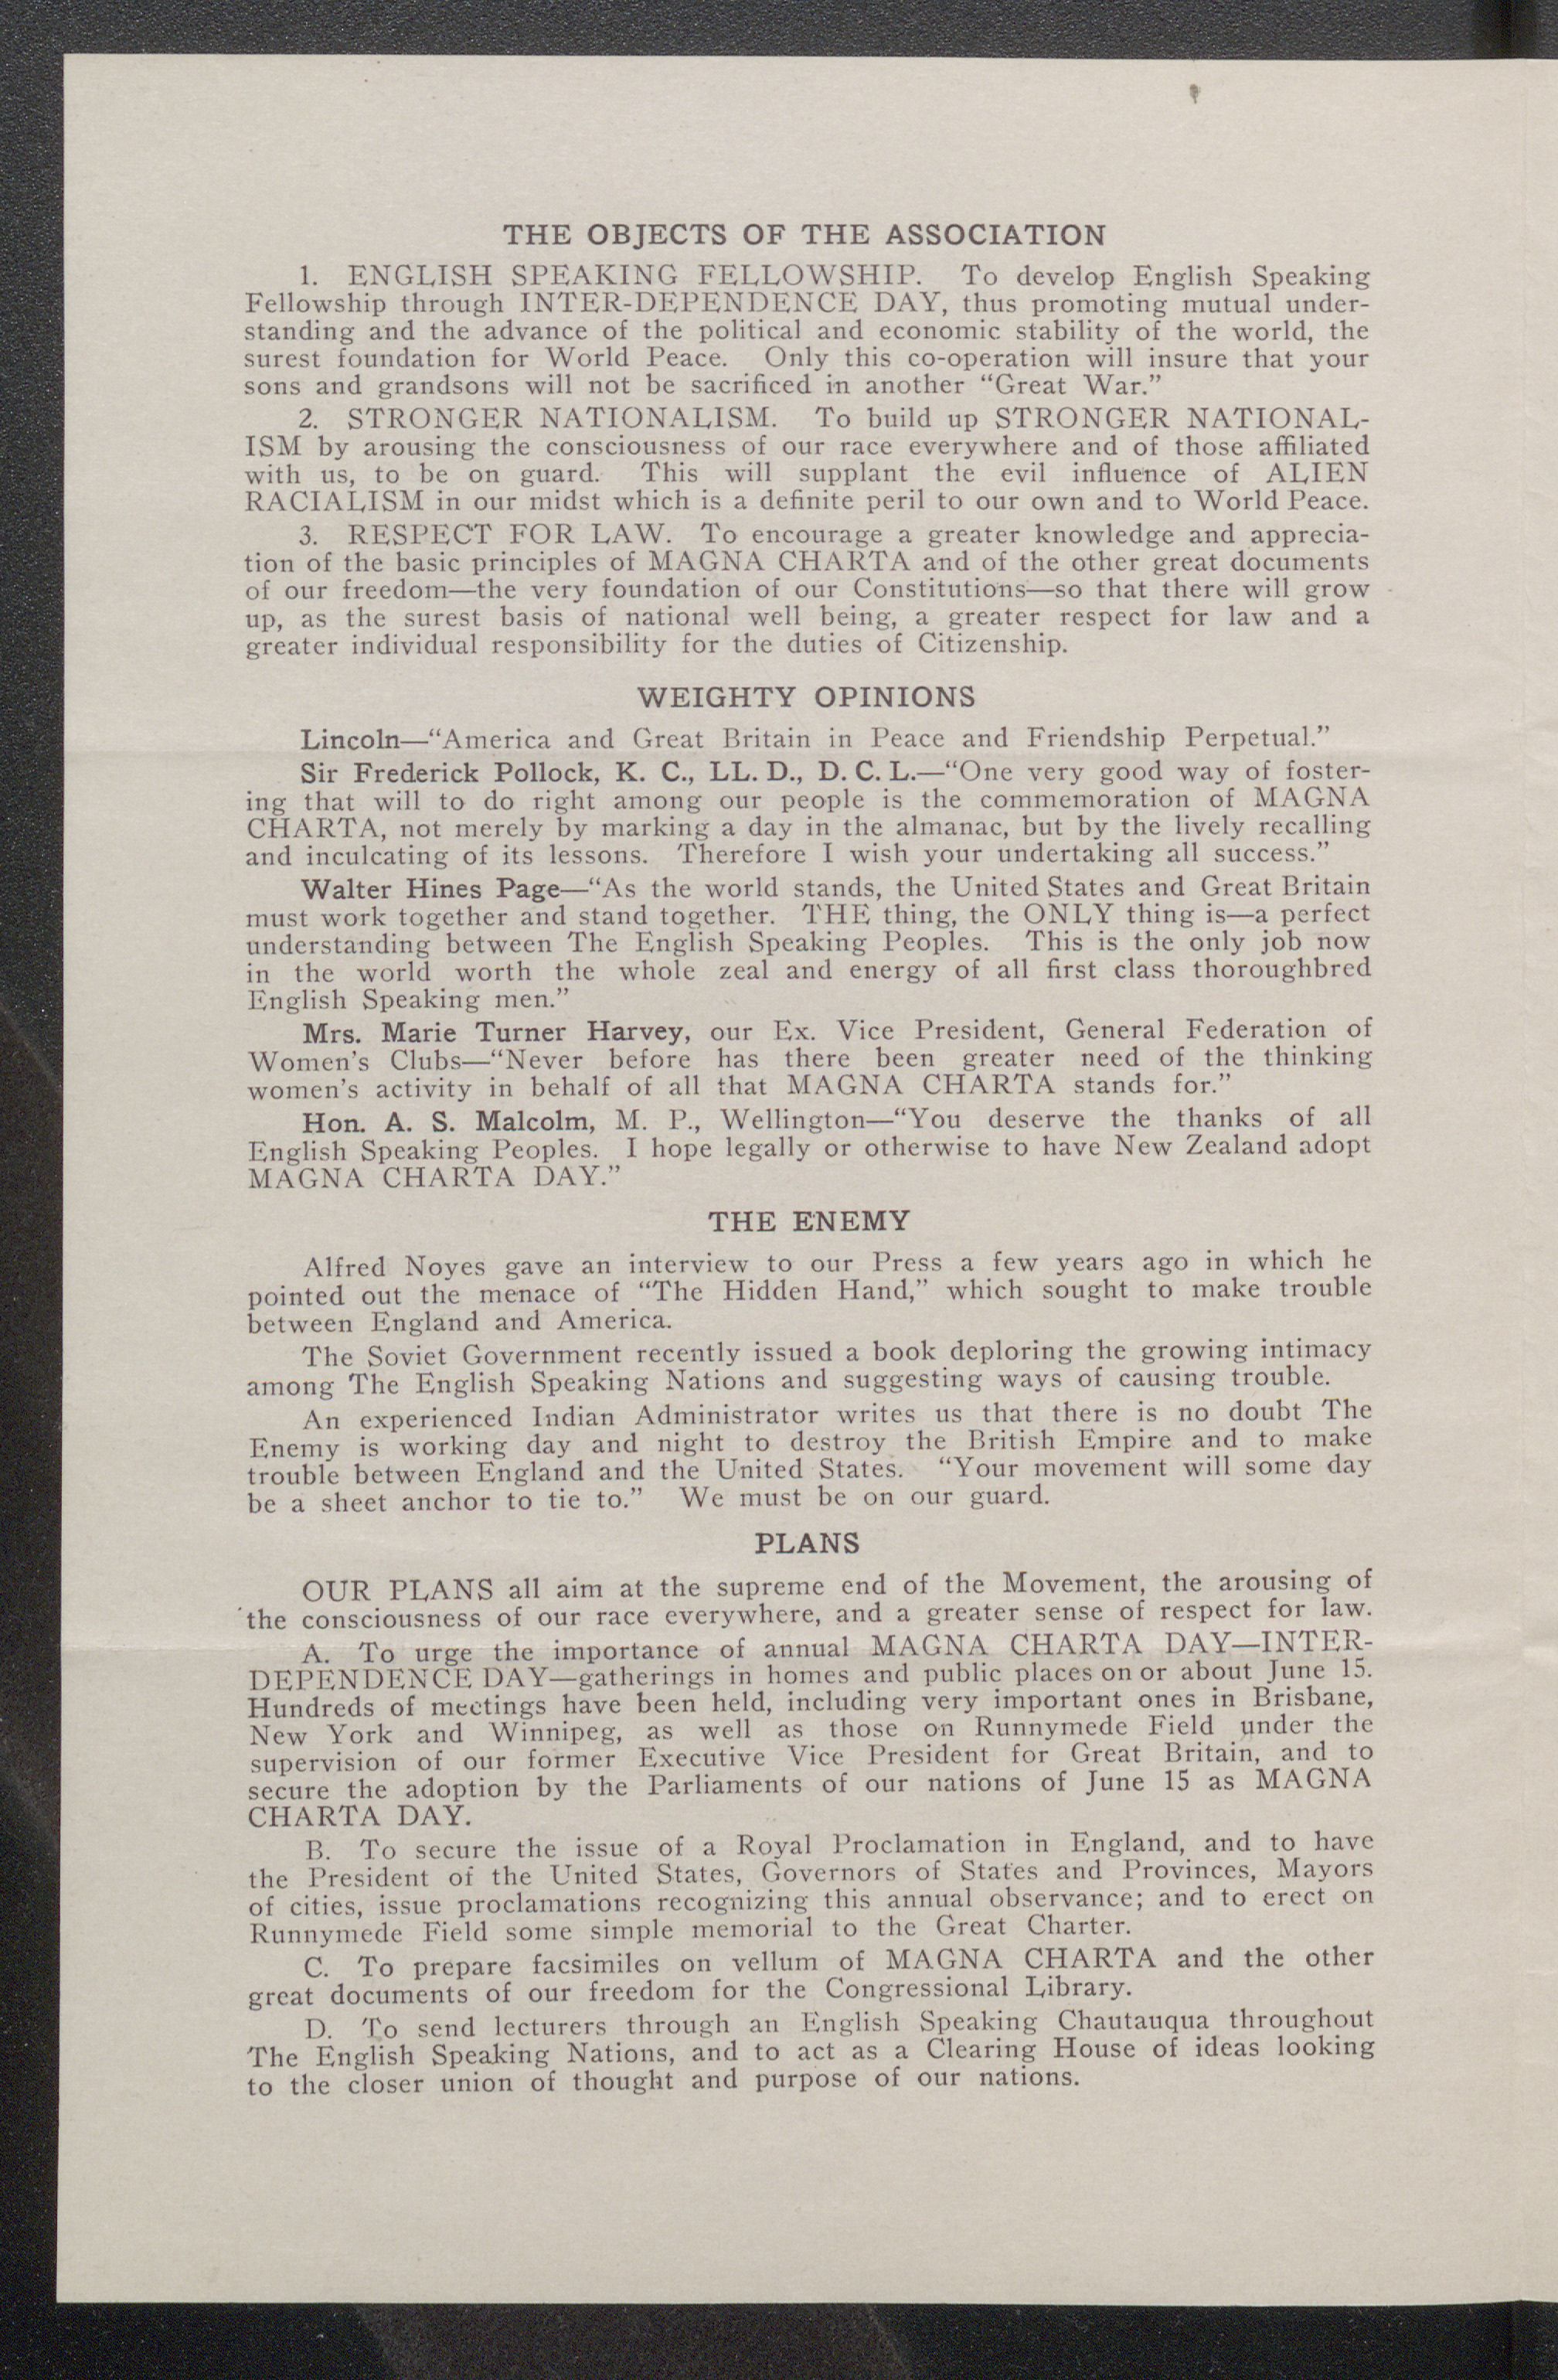 THE OBJECTS OF THE ASSOCIATION
1. ENGLISH SPEAKING FELLOWSHIP. To develop English Speaking
Fellowship through INTER-DEPENDENCE DAY, thus promoting mutual under-
standing and the advance of the political and economic stability of the world, the
surest foundation for World Peace. Only this co-operation will insure that your
sons and grandsons will not be sacrificed in another “Great War.”
2. STRONGER NATIONALISM. To build up STRONGER NATIONAL-
ISM by arousing the consciousness of our race everywhere and of those affiliated
with us, to be on guard. This will supplant the evil influence of ALIEN
RACIALISM in our midst which is a definite peril to our own and to World Peace.
3. RESPECT FOR LAW. To encourage a greater knowledge and apprecia-
tion of the basic principles of MAGNA CHARTA and of the other great documents
of our freedom—the very foundation of our Constitutions—so that there will grow
up, as the surest basis of national well being, a greater respect for law and a
greater individual responsibility for the duties of Citizenship.
WEIGHTY OPINIONS
Lincoln—“America and Great Britain in Peace and Friendship Perpetual.”
Sir Frederick Pollock, K. C., LL. D., D. C. L.—“One very good way of foster-
ing that will to do right among our people is the commemoration of MAGNA
CHARTA, not merely by marking a day in the almanac, but by the lively recalling
and inculcating of its lessons. Therefore I wish your undertaking all success.”
Walter Hines Page—“As the world stands, the United States and Great Britain
must work together and stand together. THE thing, the ONLY thing is—a perfect
understanding between The English Speaking Peoples. This is the only job now
in the world worth the whole zeal and energy of all first class thoroughbred
English Speaking men.”
Mrs. Marie Turner Harvey, our Ex. Vice President, General Federation of
Women’s Clubs—“Never before has there been greater need of the thinking
women’s activity in behalf of all that MAGNA CHARTA stands for.”
Hon. A. S. Malcolm, M. P., Wellington—“You deserve the thanks of all
English Speaking Peoples. I hope legally or otherwise to have New Zealand adopt
MAGNA CHARTA DAY.”
THE ENEMY
Alfred Noyes gave an interview to our Press a few years ago in which he
pointed out the menace of “The Hidden Hand,” which sought to make trouble
between England and America.
The Soviet Government recently issued a book deploring the growing intimacy
among The English Speaking Nations and suggesting ways of causing trouble.
An experienced Indian Administrator writes us that there is no doubt The
Enemy is working day and night to destroy the British Empire and to make
trouble between England and the United States. “Your movement will some day
be a sheet anchor to tie to.” We must be on our guard.
PLANS
OUR PLANS all aim at the supreme end of the Movement, the arousing of
the consciousness of our race everywhere, and a greater sense of respect for law.
A. To urge the importance of annual MAGNA CHARTA DAY—INTER-
DEPENDENCE DAY—gatherings in homes and public places on or about June 15.
Hundreds of meetings have been held, including very important ones in Brisbane,
New York and Winnipeg, as well as those on Runnymede Field under the
supervision of our former Executive Vice President for Great Britain, and to
secure the adoption by the Parliaments of our nations of June 15 as MAGNA
CHARTA DAY.
B. To secure the issue of a Royal Proclamation in England, and to have
the President of the United States, Governors of States and Provinces, Mayors
of cities, issue proclamations recognizing this annual observance; and to erect on
Runnymede Field some simple memorial to the Great Charter.
C. To prepare facsimiles on vellum of MAGNA CHARTA and the other
great documents of our freedom for the Congressional Library.
D. To send lecturers through an English Speaking Chautauqua throughout
The English Speaking Nations, and to act as a Clearing House of ideas looking
to the closer union of thought and purpose of our nations.